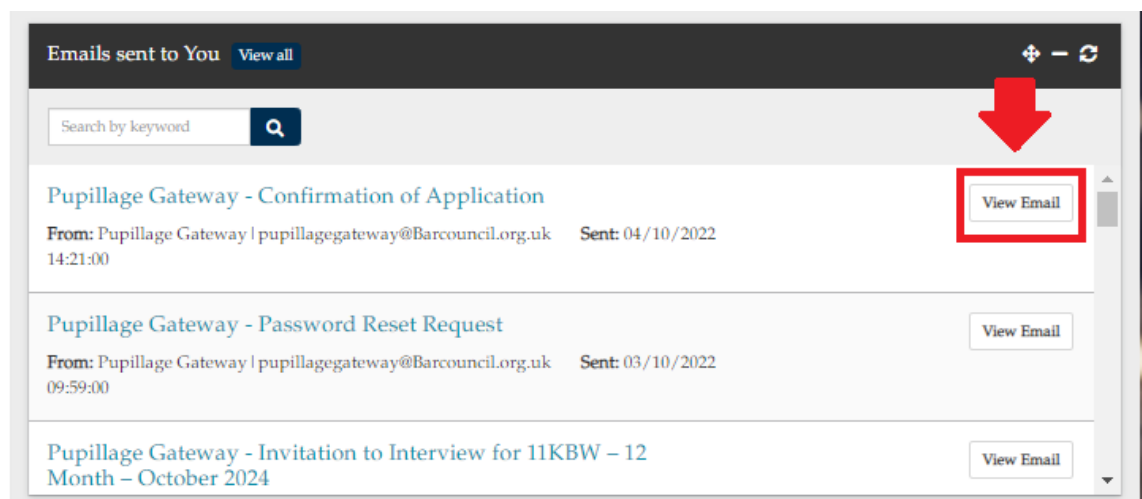 Emails sent to You View all
Search by keyword
Pupillage Gateway - Confirmation of Application
View Email
From: Pupillage Gateway | pupillagegateway@Barcouncil.org.uk Sent: 04/10/2022
14:21:00
Pupillage Gateway - Password Reset Request
View Email
From: Pupillage Gateway | pupillagegateway@Barcouncil.org.uk Sent: 03/10/2022
09:59:00
Pupillage Gateway - Invitation to Interview for 11KBW – 12
Month – October 2024
View Email